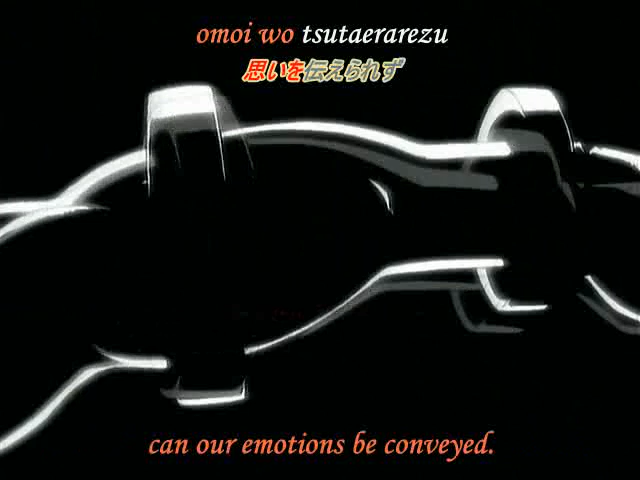 omoi wo tsutaerarezu
思いを伝えられず
can our emotions be conveyed.